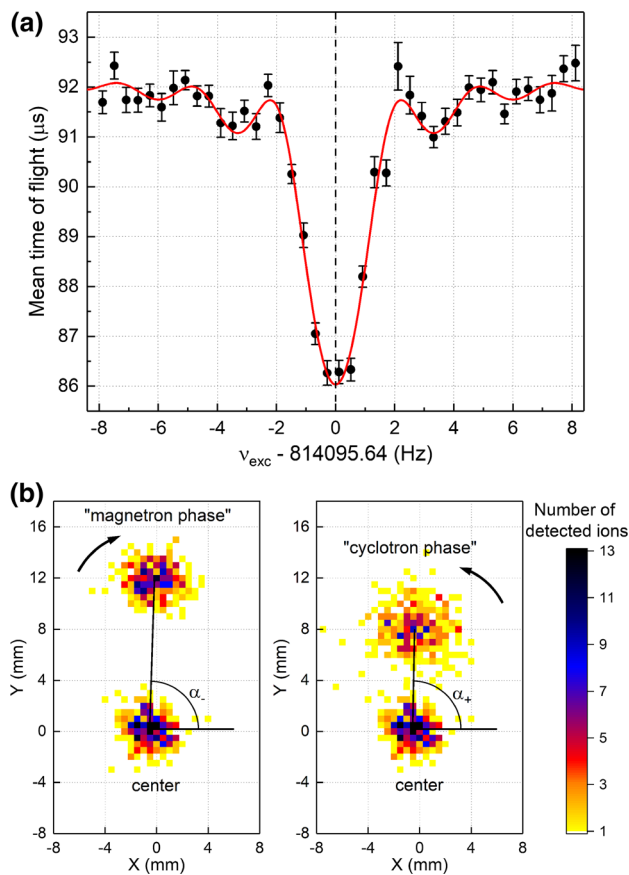 (a)
93
92
91
90
89
88
87
86
Mean time of flight (μs)
-8 -6 -4 -2 0 2 4 6 8
νexc - 814095.64 (Hz)
(b)
"magnetron phase"
16
12
8
4
0
-4
-8
Y (mm)
α-
center
-8 -4 0 4 8
X (mm)
"cyclotron phase"
16
12
8
4
0
-4
-8
Y (mm)
α+
center
-8 -4 0 4 8
X (mm)
Number of
detected ions
13
11
9
7
5
3
1